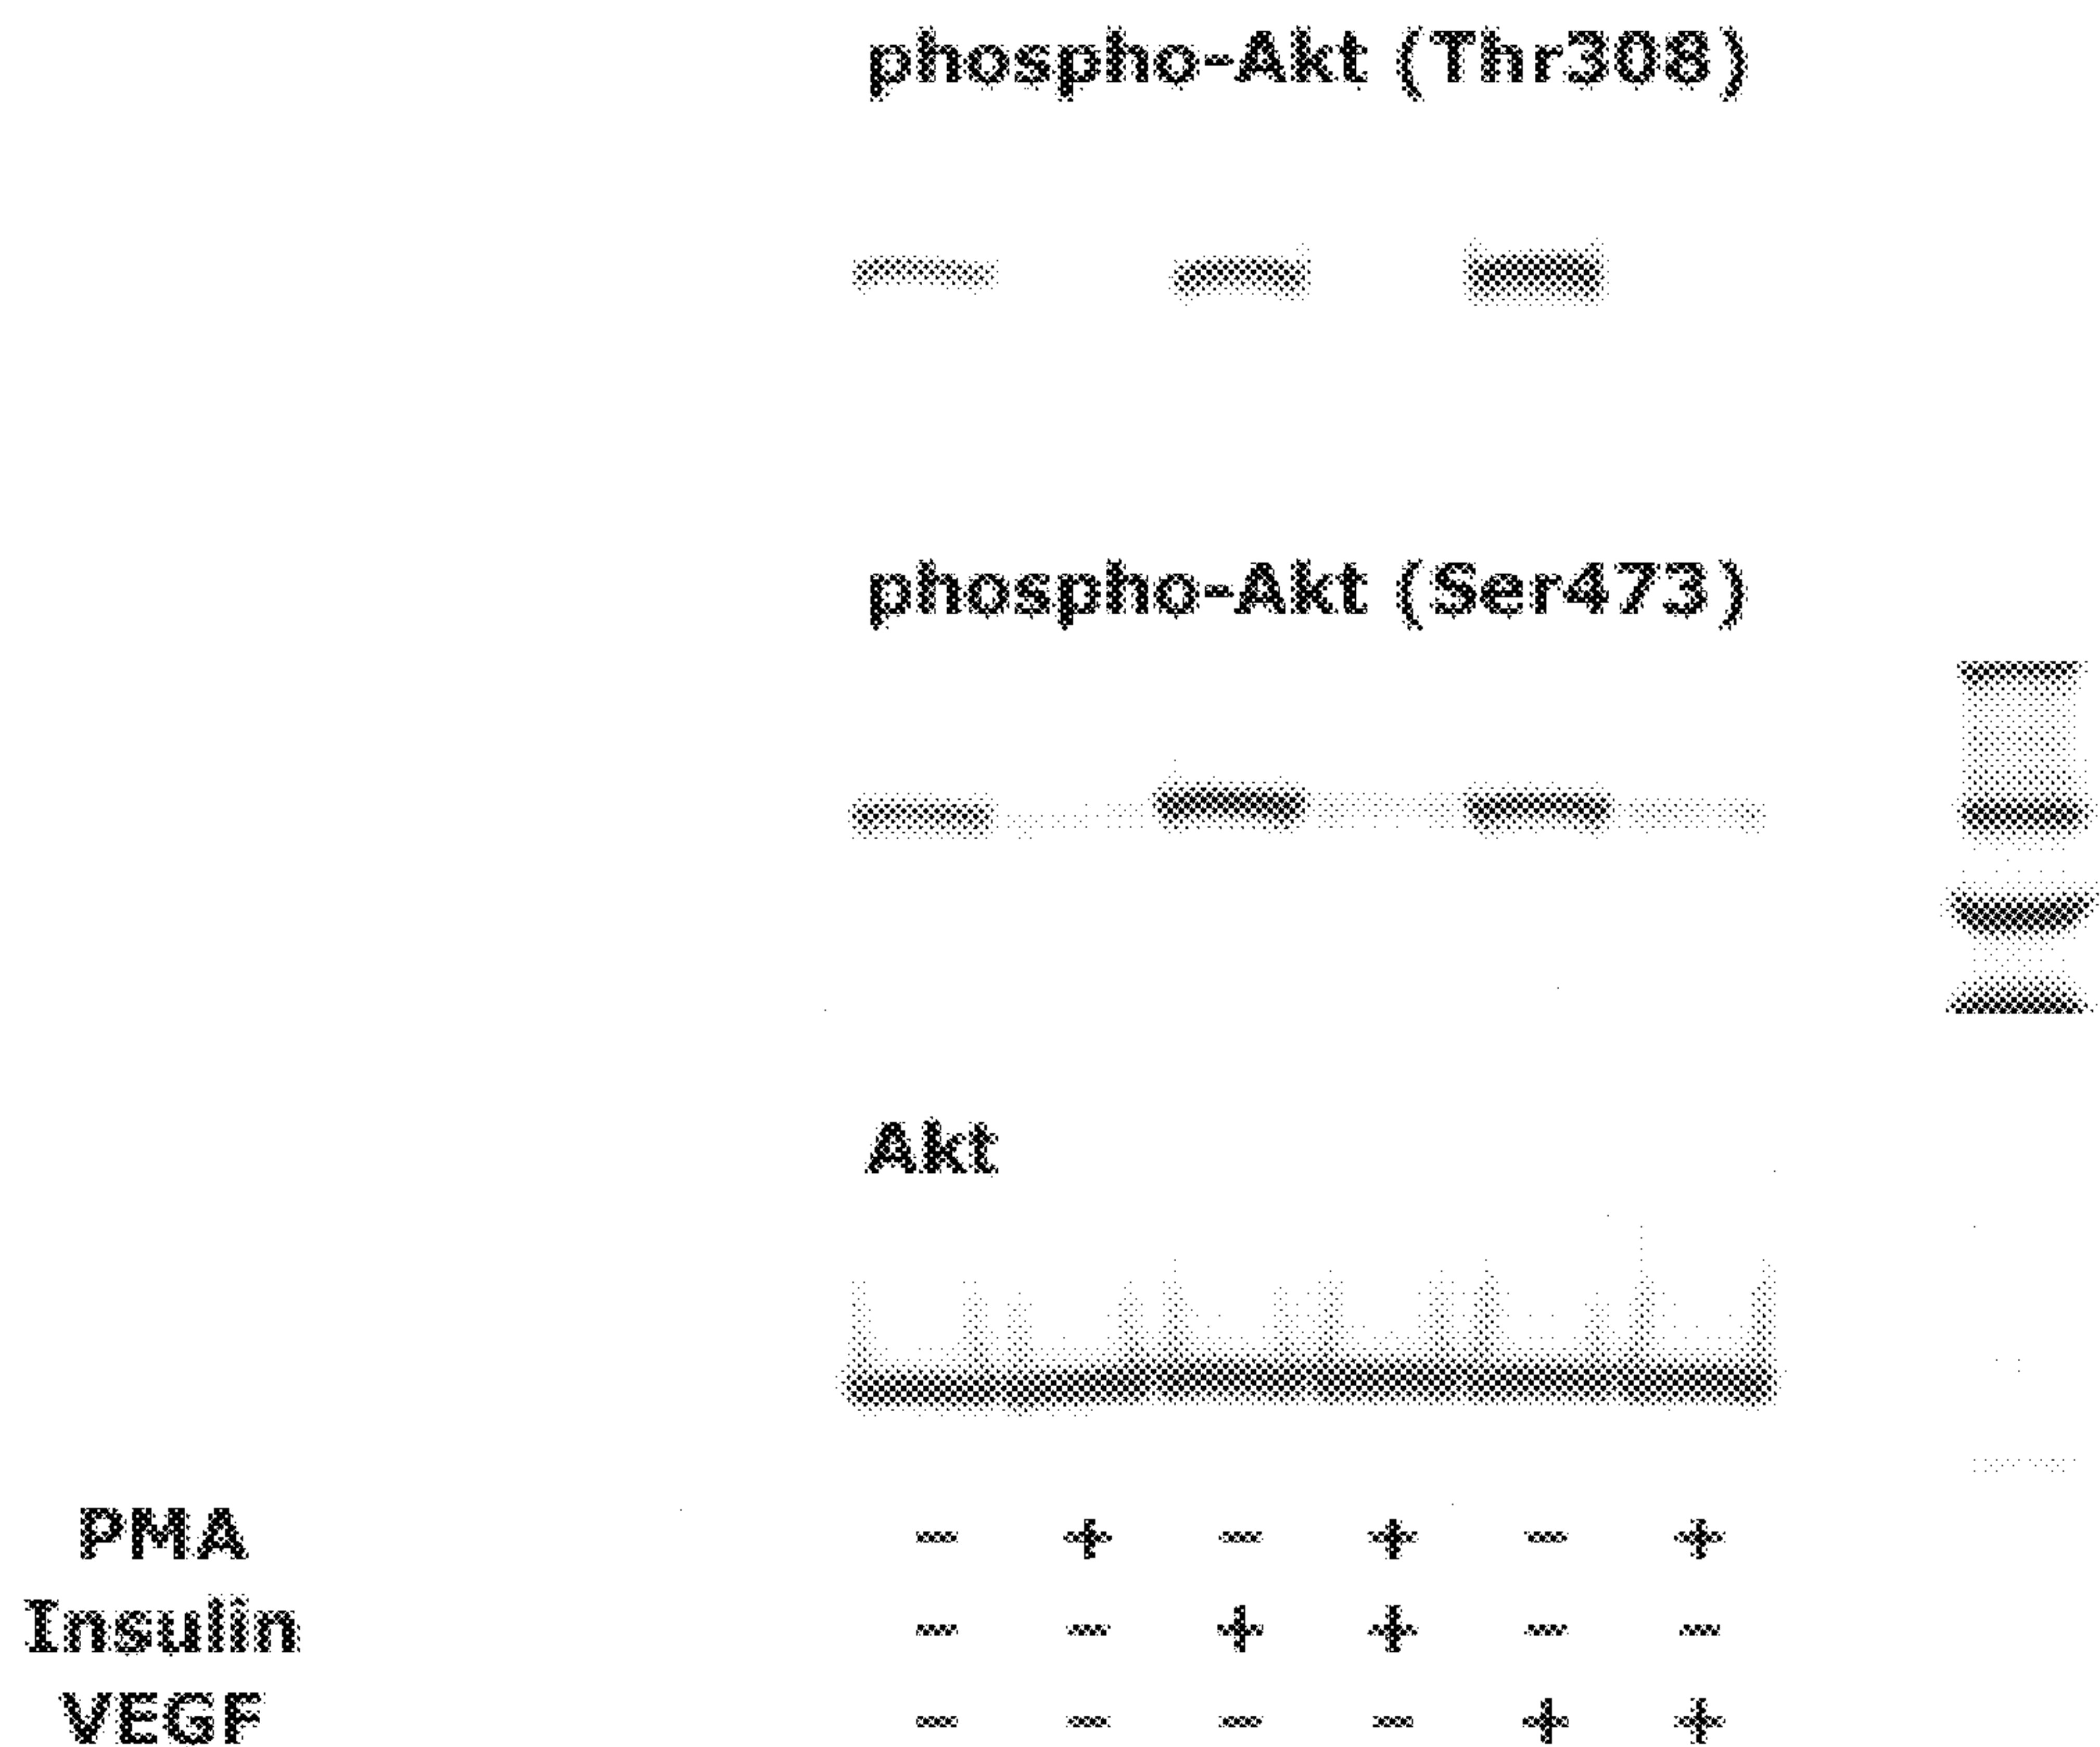 phospho-Akt (Thr308)
phospho-Akt (Ser473)
Akt
PMA - + - + - +
Insulin - - + + - -
VEGF - - - - + +